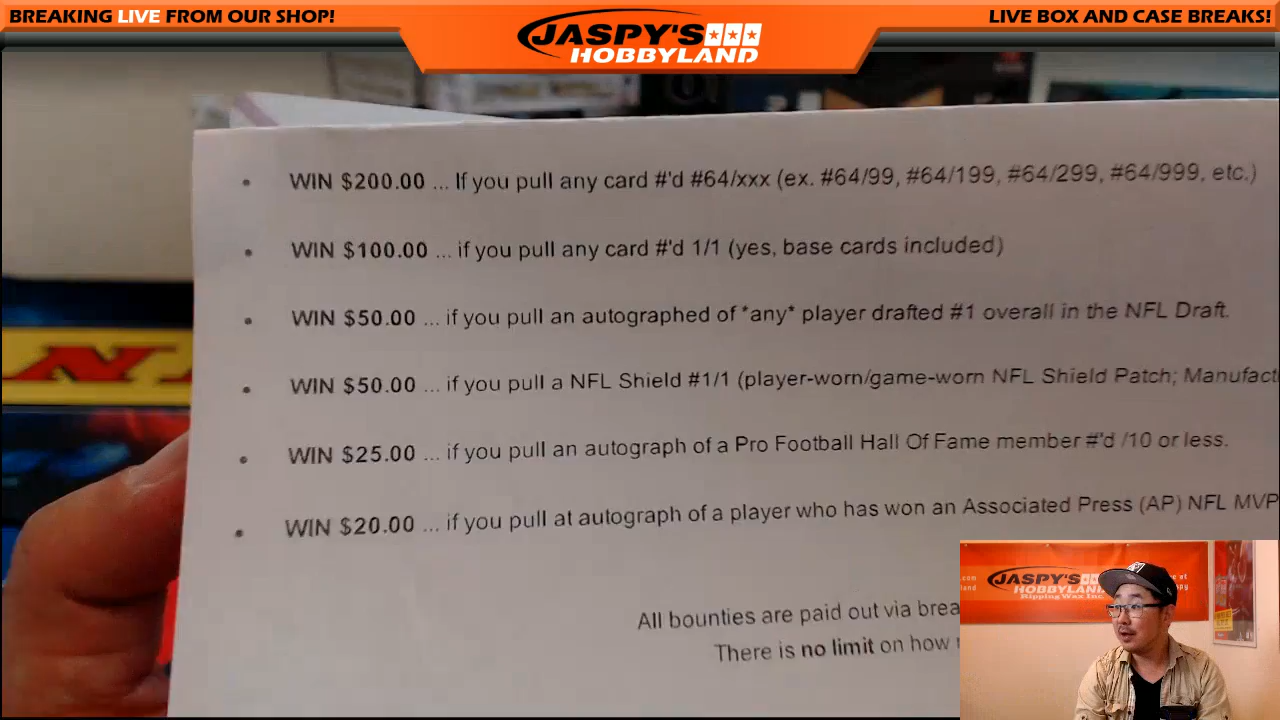 BREAKING LIVE FROM OUR SHOP!
JASPY'S
HOBBYLAND
LIVE BOX AND CASE BREAKS!
• WIN $200.00 ... If you pull any card #'d #64/xxx (ex. #64/99, #64/199, #64/299, #64/999, etc.)
• WIN $100.00 ... if you pull any card #'d 1/1 (yes, base cards included)
• WIN $50.00 ... if you pull an autographed of *any* player drafted #1 overall in the NFL Draft.
• WIN $50.00 ... if you pull a NFL Shield #1/1 (player-worn/game-worn NFL Shield Patch; Manufact
• WIN $25.00 ... if you pull an autograph of a Pro Football Hall Of Fame member #'d /10 or less.
• WIN $20.00 ... if you pull at autograph of a player who has won an Associated Press (AP) NFL MVP
All bounties are paid out via brea
There is no limit on how
JASPY'S
HOBBYLAND
Ripping Wax Inc.